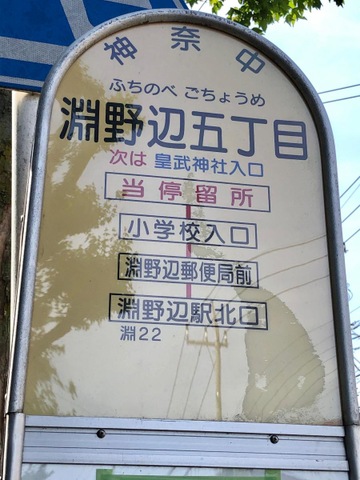 神奈中
ふちのべ ごちょうめ
淵野辺五丁目
次は 皇武神社入口
当停留所
小学校入口
淵野辺郵便局前
淵野辺駅北口
淵22